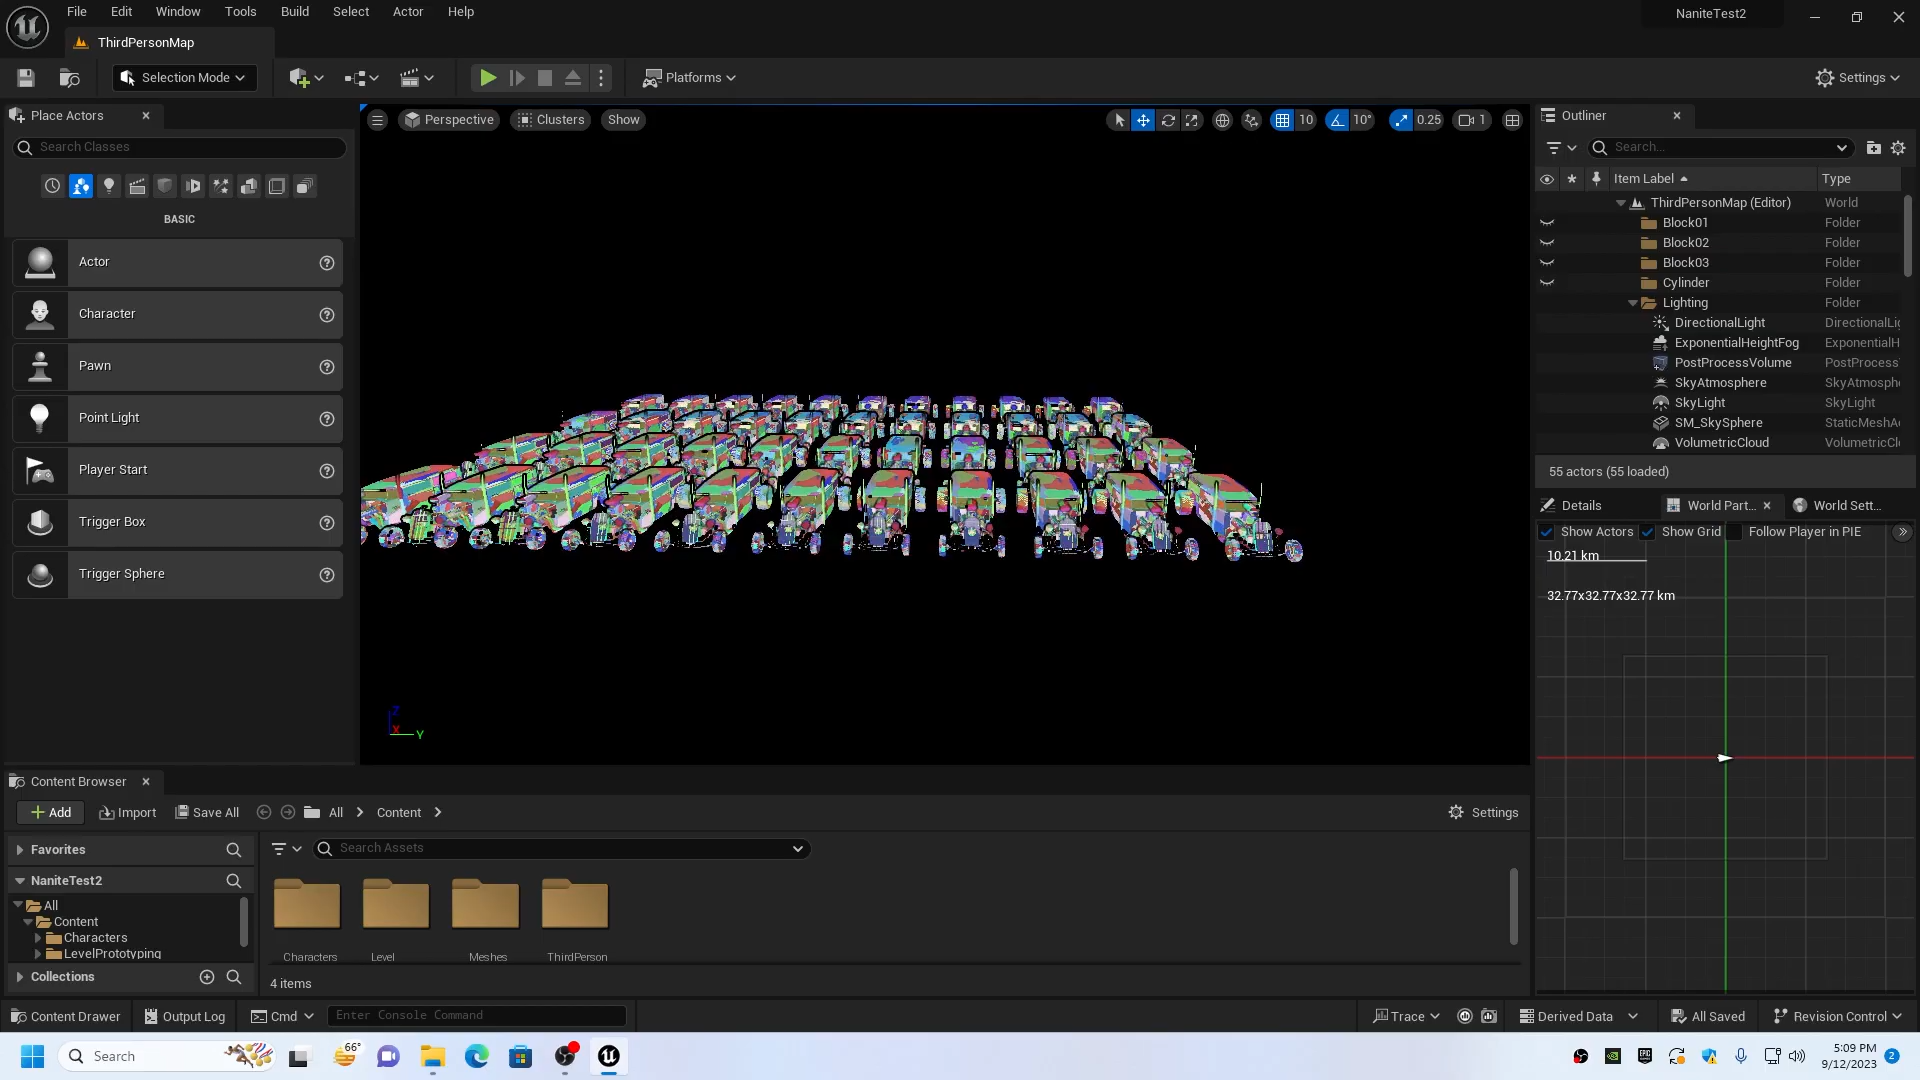 File Edit Window Tools Build Select Actor Help
NaniteTest2
ThirdPersonMap
Selection Mode
Platforms
Settings
Place Actors
Search Classes
BASIC
Actor
Character
Pawn
Point Light
Player Start
Trigger Box
Trigger Sphere
Perspective Clusters Show
10 10° 0.25 1
Z
X Y
Outliner
Search...
Item Label Type
ThirdPersonMap (Editor) World
Block01 Folder
Block02 Folder
Block03 Folder
Cylinder Folder
Lighting Folder
DirectionalLight DirectionalLi
ExponentialHeightFog ExponentialH
PostProcessVolume PostProcess
SkyAtmosphere SkyAtmosph
SkyLight SkyLight
SM_SkySphere StaticMeshA
VolumetricCloud VolumetricCl
55 actors (55 loaded)
Details World Part... World Sett...
Show Actors Show Grid Follow Player in PIE
10.21 km
32.77x32.77x32.77 km
Content Browser
Add Import Save All All Content Settings
Favorites
NaniteTest2
All
Content
Characters
LevelPrototyping
Collections
Search Assets
Characters Level Meshes ThirdPerson
4 items
Content Drawer Output Log Cmd Enter Console Command Trace Derived Data All Saved Revision Control
Search
66°
5:09 PM
9/12/2023
2